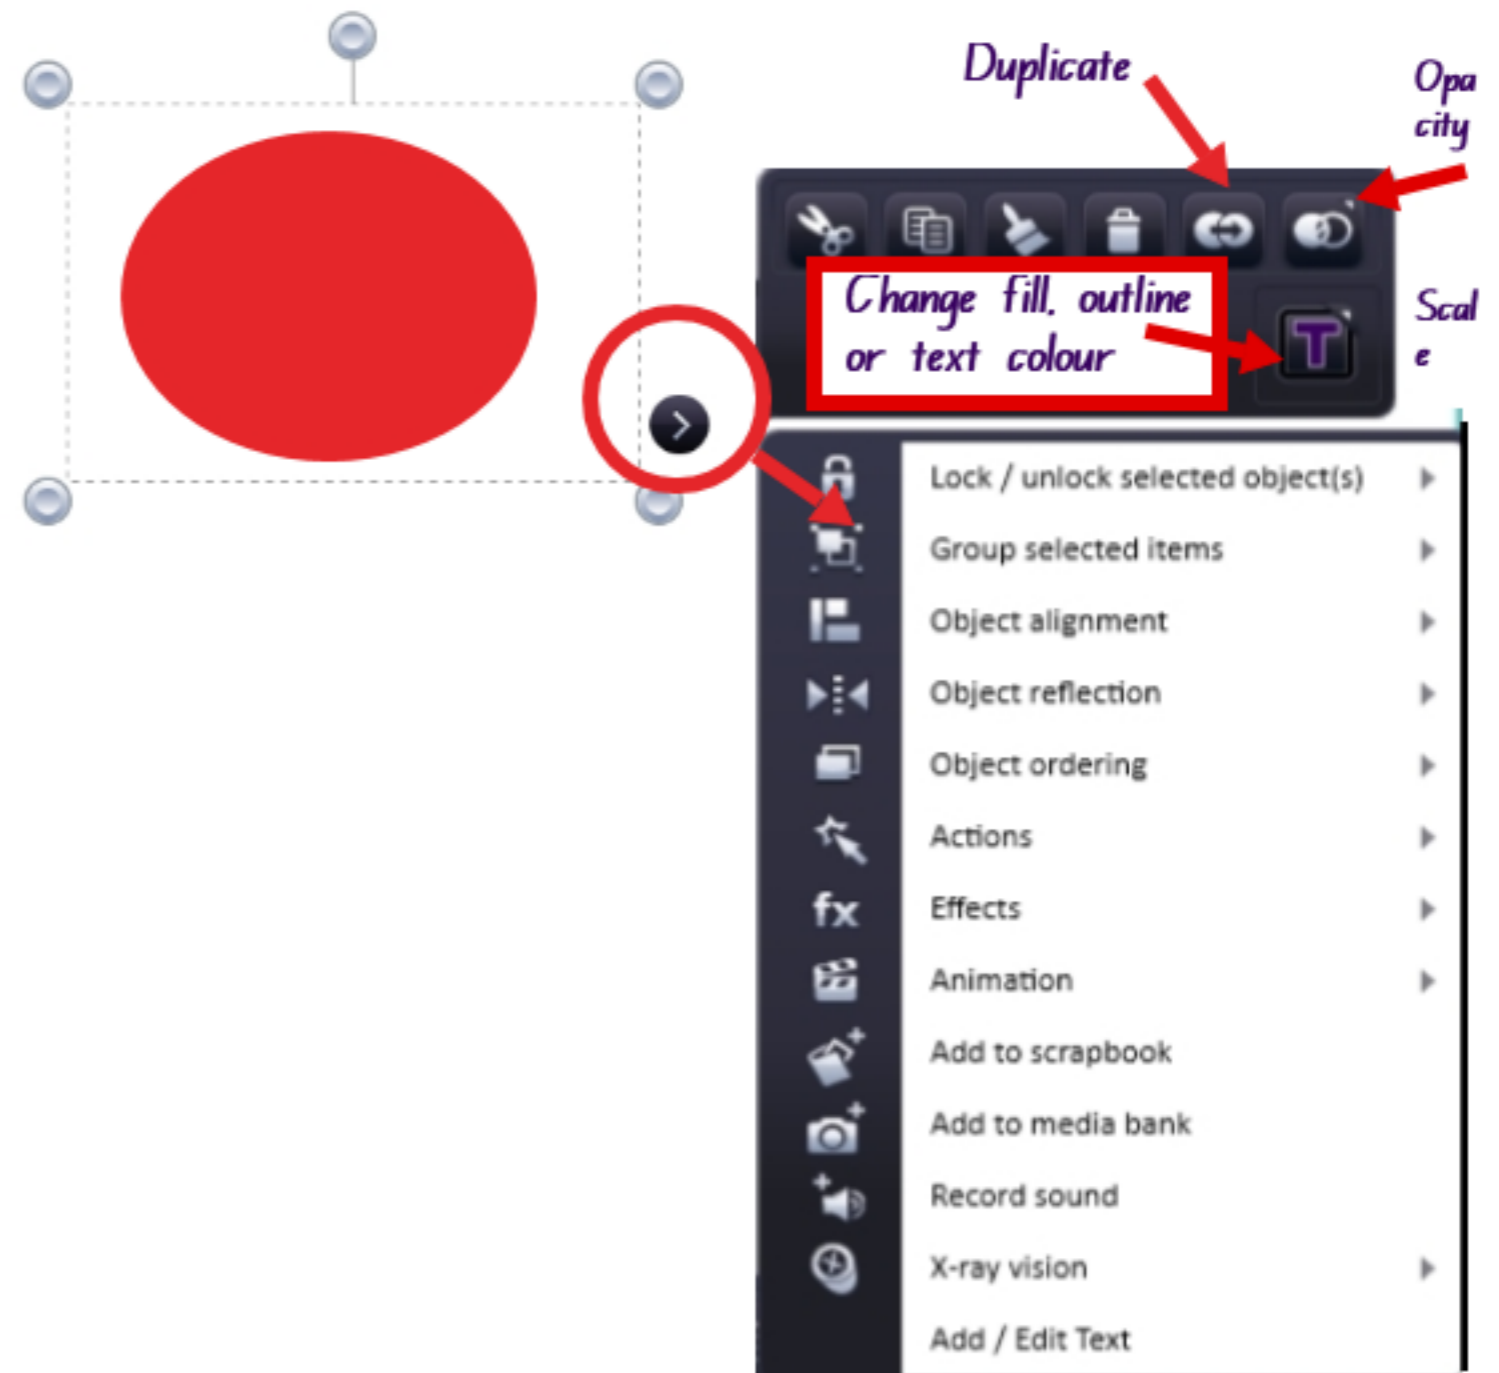 Duplicate
Opa
city
Change fill, outline
or text colour
T
Scal
e
Lock / unlock selected object(s)
Group selected items
Object alignment
Object reflection
Object ordering
Actions
fx Effects
Animation
Add to scrapbook
Add to media bank
Record sound
X-ray vision
Add / Edit Text